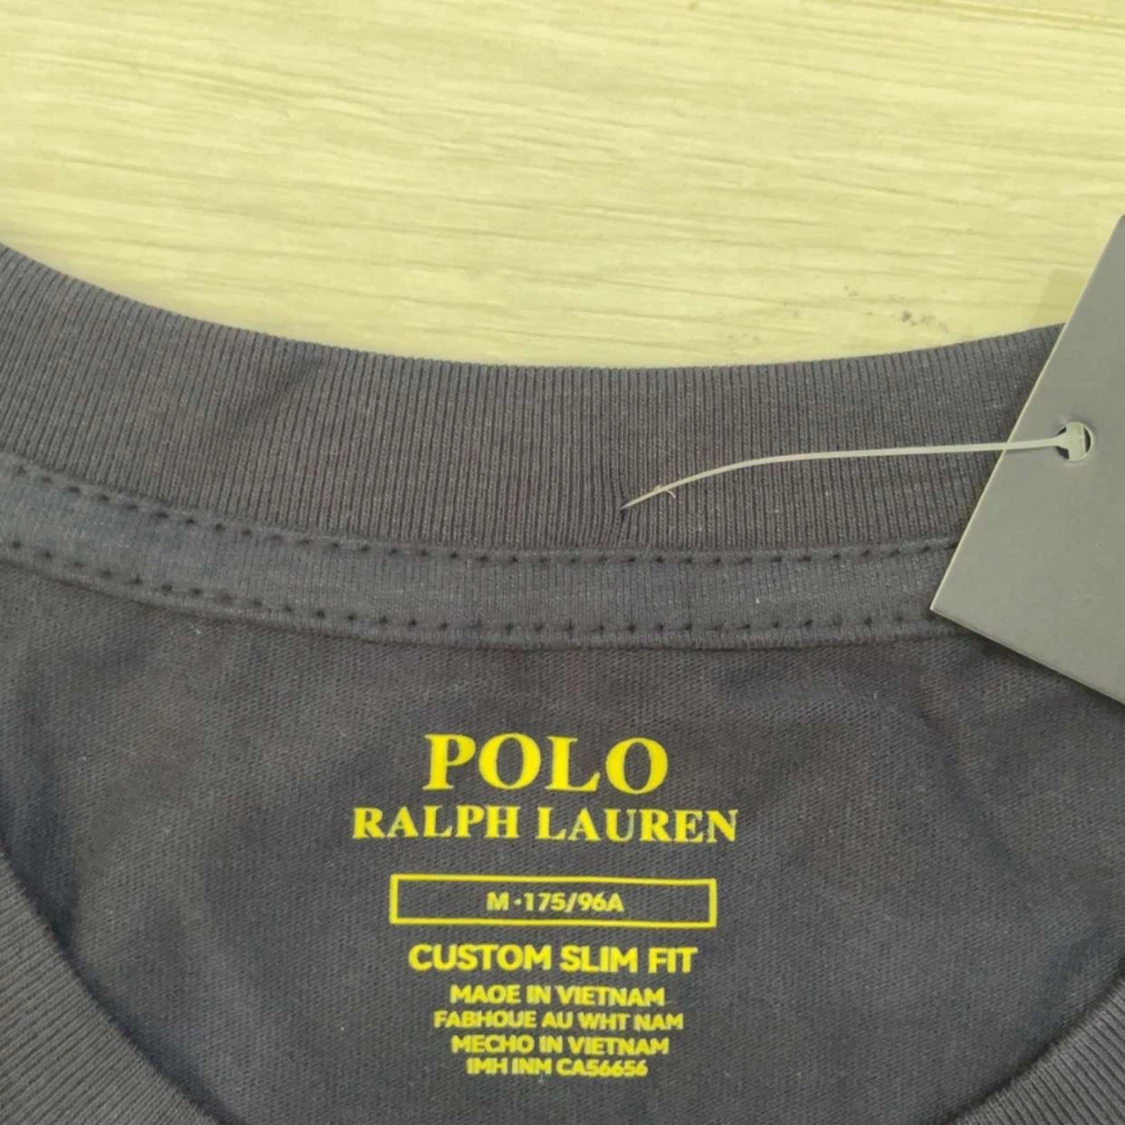 POLO
RALPH LAUREN
M-175/96A
CUSTOM SLIM FIT
MAOE IN VIETNAM
FABHOUE AU WHT NAM
MECHO IN VIETNAM
IMH INM CA56656